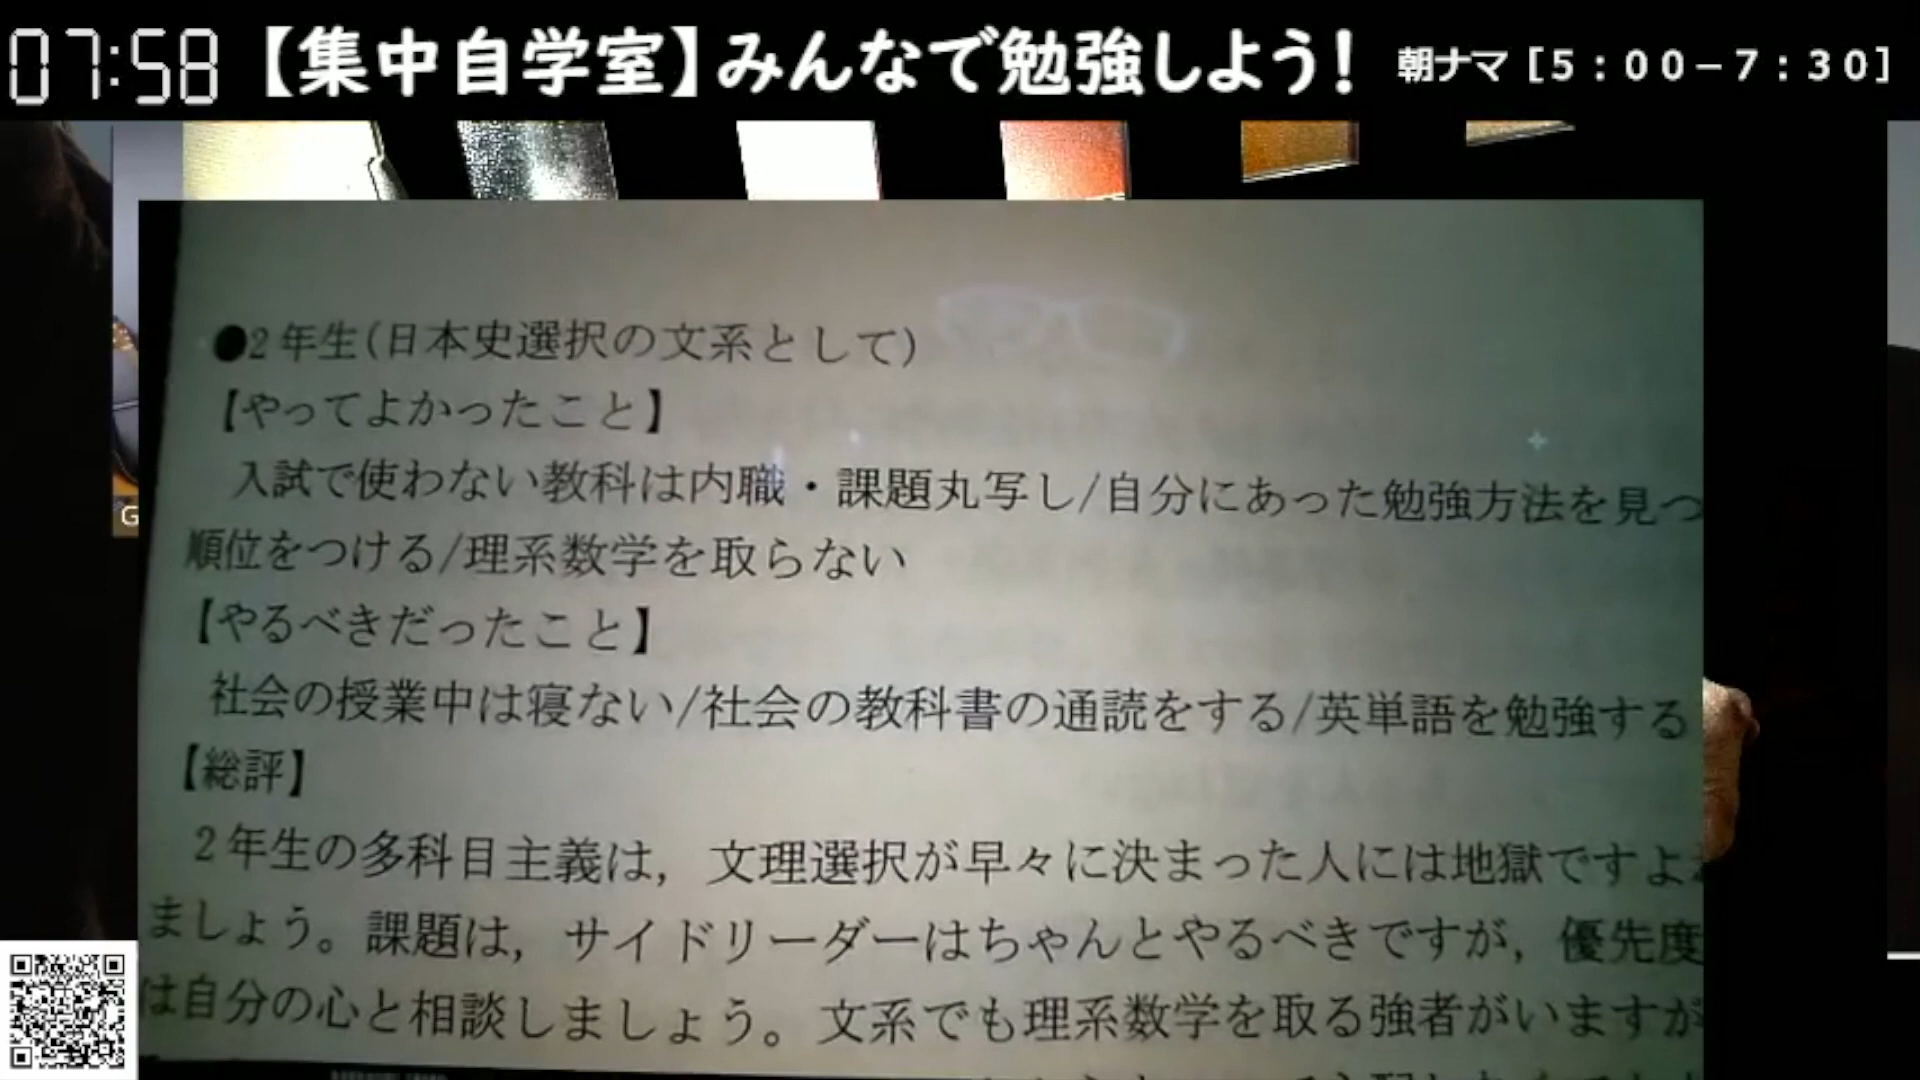 07:58 【集中自学室】みんなで勉強しよう! 朝ナマ [5:00-7:30]
●2年生(日本史選択の文系として)
【やってよかったこと】
入試で使わない教科は内職・課題丸写し/自分にあった勉強方法を見つ
順位をつける/理系数学を取らない
【やるべきだったこと】
社会の授業中は寝ない/社会の教科書の通読をする/英単語を勉強する
【総評】
2年生の多科目主義は,文理選択が早々に決まった人には地獄ですよ
ましょう。課題は,サイドリーダーはちゃんとやるべきですが,優先度
は自分の心と相談しましょう。文系でも理系数学を取る強者がいますが
G